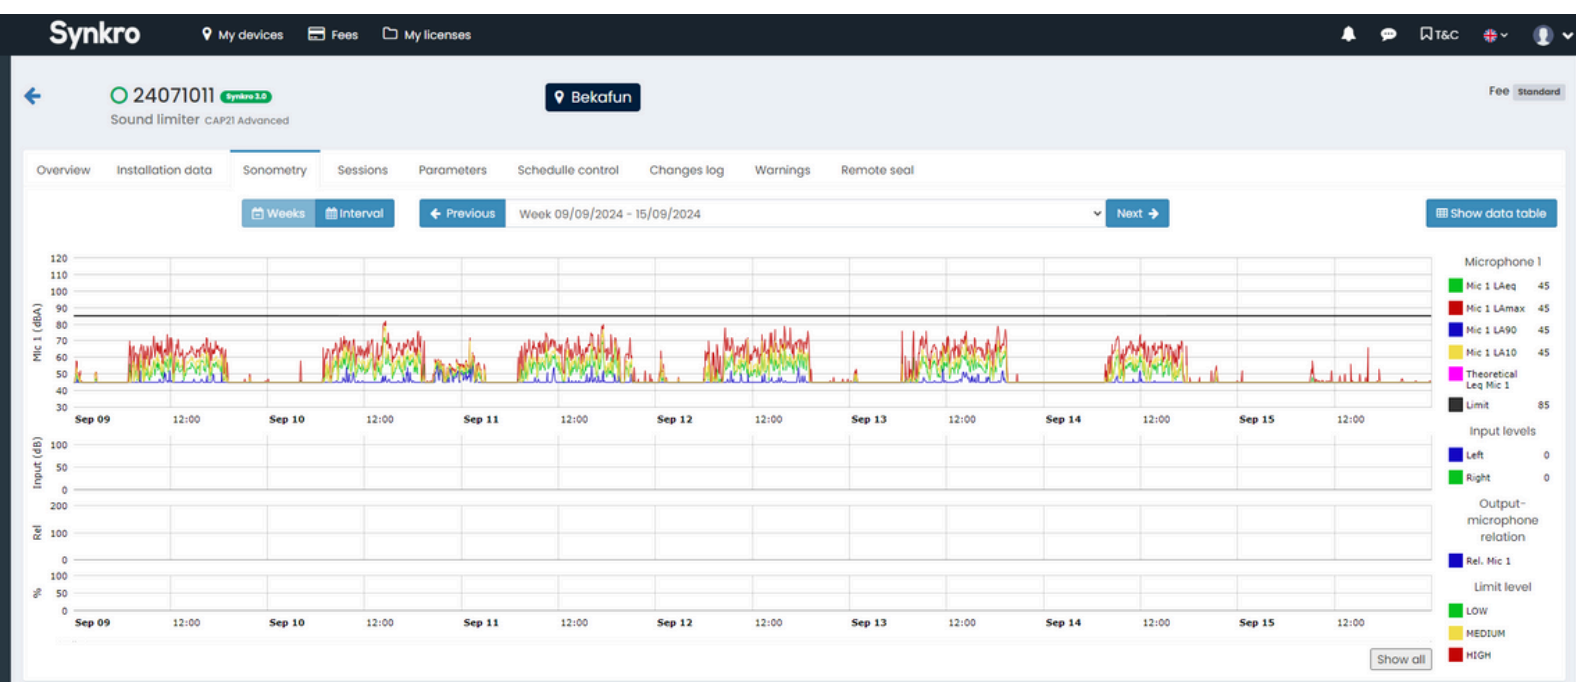 Synkro
My devices Fees My licenses T&C
24071011 Synkro 3.0
Bekafun
Fee Standard
Sound limiter CAP21 Advanced
Overview Installation data Sonometry Sessions Parameters Schedulle control Changes log Warnings Remote seal
Weeks Interval Previous Week 09/09/2024 - 15/09/2024 Next Show data table
Mic 1 (dBA)
120
110
100
90
80
70
60
50
40
30
Sep 09 12:00 Sep 10 12:00 Sep 11 12:00 Sep 12 12:00 Sep 13 12:00 Sep 14 12:00 Sep 15 12:00
Input (dB)
100
50
0
Rel
200
100
0
%
100
50
0
Sep 09 12:00 Sep 10 12:00 Sep 11 12:00 Sep 12 12:00 Sep 13 12:00 Sep 14 12:00 Sep 15 12:00
Microphone 1
Mic 1 LAeq 45
Mic 1 LAmax 45
Mic 1 LA90 45
Mic 1 LA10 45
Theoretical
Leq Mic 1
Limit 85
Input levels
Left 0
Right 0
Output-
microphone
relation
Rel. Mic 1
Limit level
LOW
MEDIUM
HIGH
Show all